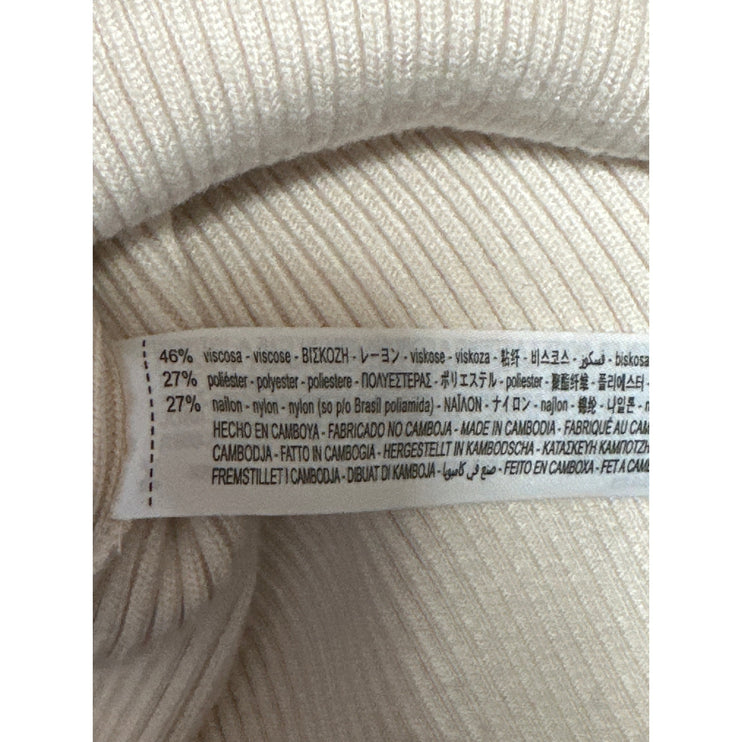 46% viscosa - viscose - ΒΙΣΚΟΖΗ - レーヨン - viskose - viskoza - 粘纤 - 비스코스 - فسكوز - biskosa
27% poliéster - polyester - poliestere - ΠΟΛΥΕΣΤΕΡΑΣ - ポリエステル - poliester - 聚酯纤维 - 폴리에스터 -
27% nailon - nylon - nylon (so p/o Brasil poliamida) - ΝΑΪΛΟΝ - ナイロン - najlon - 锦纶 - 나일론 -
HECHO EN CAMBOYA - FABRICADO NO CAMBOJA - MADE IN CAMBODIA - FABRIQUÉ AU CAM
CAMBODJA - FATTO IN CAMBOGIA - HERGESTELLT IN KAMBODSCHA - ΚΑΤΑΣΚΕΥΗ ΚΑΜΠΟΤΖΗ
FREMSTILLET I CAMBODJA - DIBUAT DI KAMBOJA - صنع في كامبوديا - FEITO EN CAMBOXA - FET A CAMB